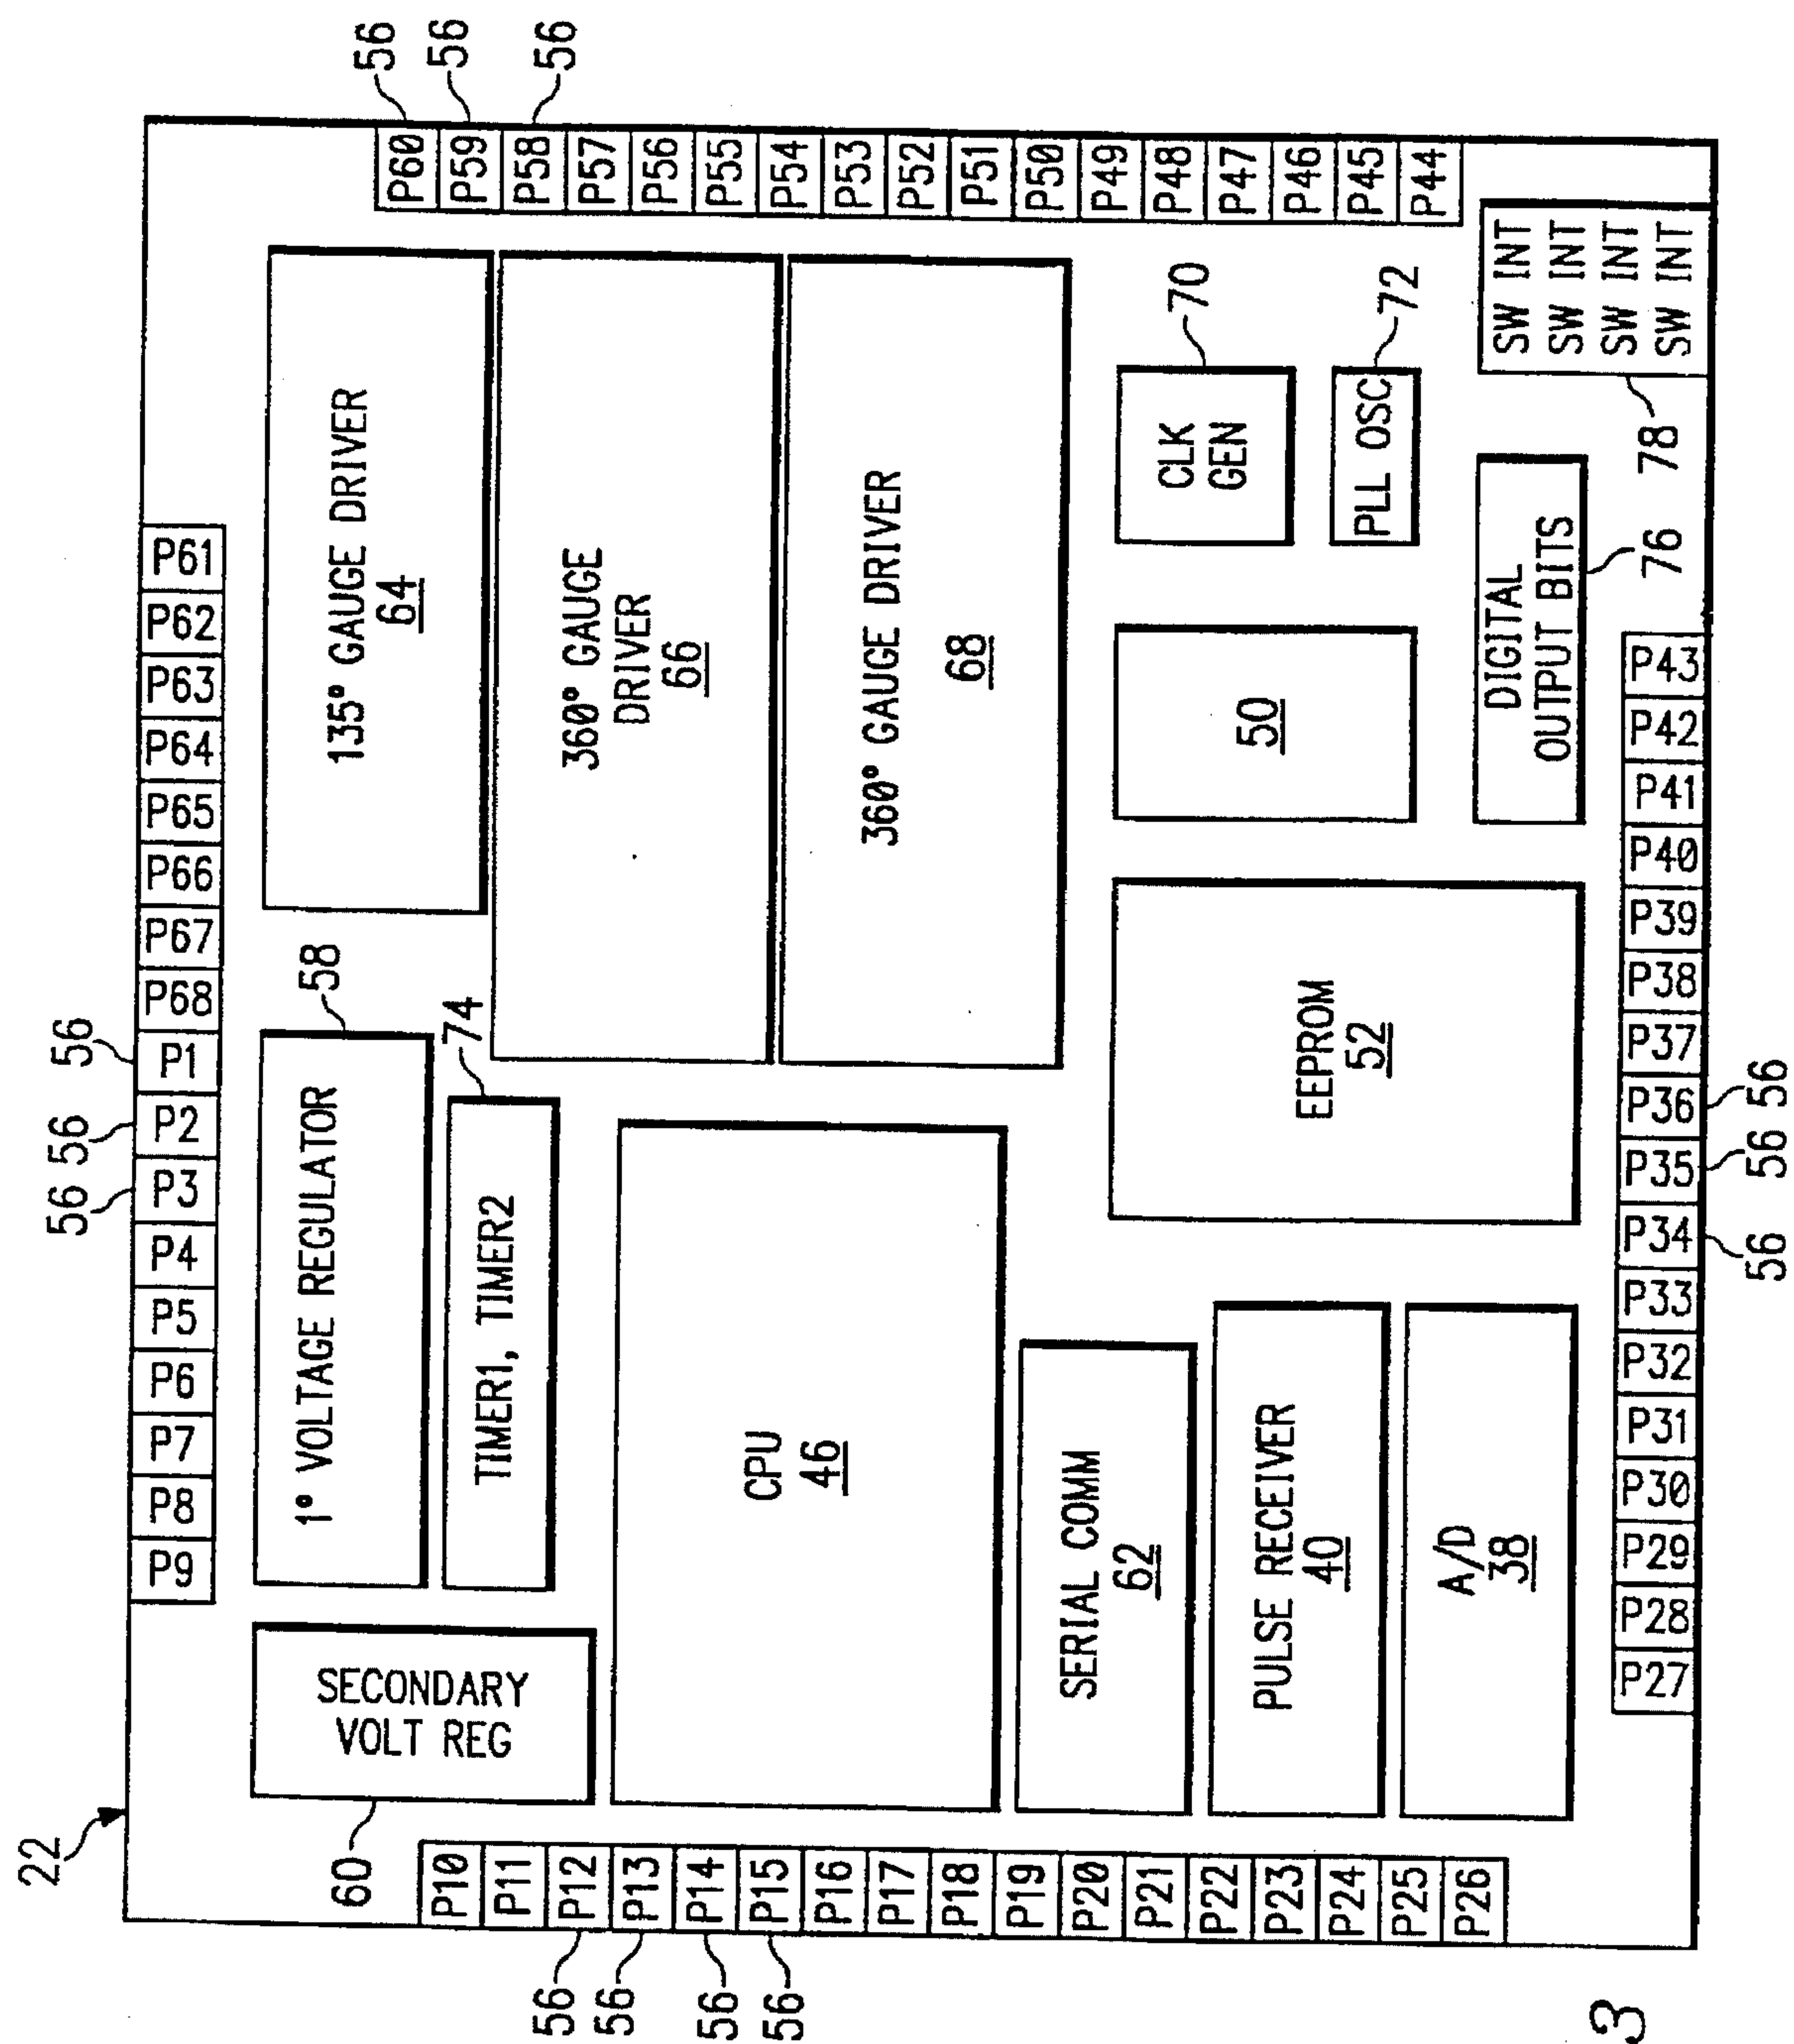 22
56
56
56
P9
P8
P7
P6
P5
P4
P3
P2
P1
P68
P67
P66
P65
P64
P63
P62
P61
60
SECONDARY
VOLT REG
1° VOLTAGE REGULATOR
58
TIMER1, TIMER2
74
135° GAUGE DRIVER
64
360° GAUGE
DRIVER
66
360° GAUGE DRIVER
68
CPU
46
SERIAL COMM
62
PULSE RECEIVER
40
A/D
38
EEPROM
52
50
CLK
GEN
70
PLL OSC
72
DIGITAL
OUTPUT BITS
76
SW INT
SW INT
SW INT
SW INT
78
P10
P11
P12
P13
P14
P15
P16
P17
P18
P19
P20
P21
P22
P23
P24
P25
P26
56
56
56
56
P60
P59
P58
P57
P56
P55
P54
P53
P52
P51
P50
P49
P48
P47
P46
P45
P44
56
56
56
P27
P28
P29
P30
P31
P32
P33
P34
P35
P36
P37
P38
P39
P40
P41
P42
P43
56
56
56
3